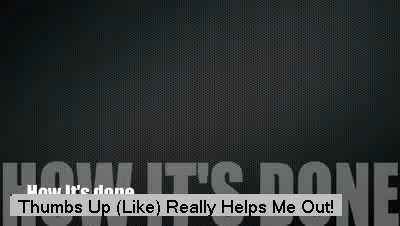 HOW IT'S DONE
How It's done
Thumbs Up (Like) Really Helps Me Out!